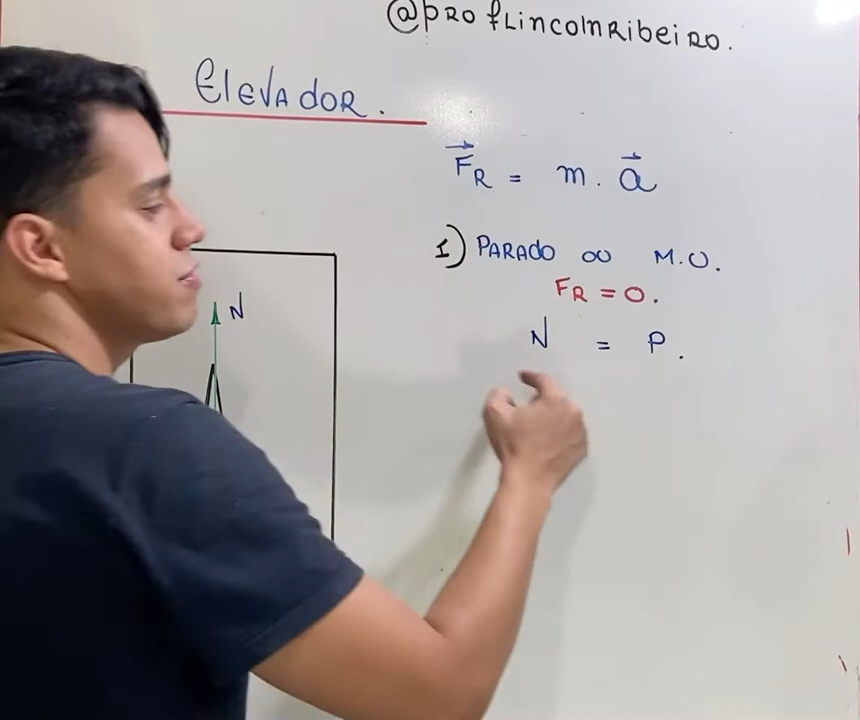 @proflincolnRibeiro.
Elevador.
F⃗R = m . a⃗
1) PARADO OU M.U.
FR = 0.
N
N = P.